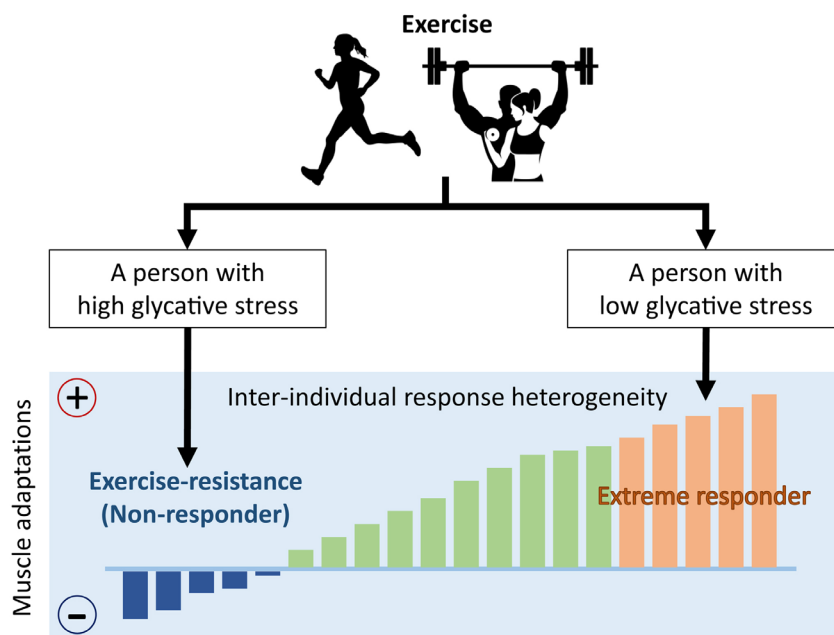 Exercise
A person with
high glycative stress
A person with
low glycative stress
Muscle adaptations
+
Inter-individual response heterogeneity
Exercise-resistance
(Non-responder)
Extreme responder
−